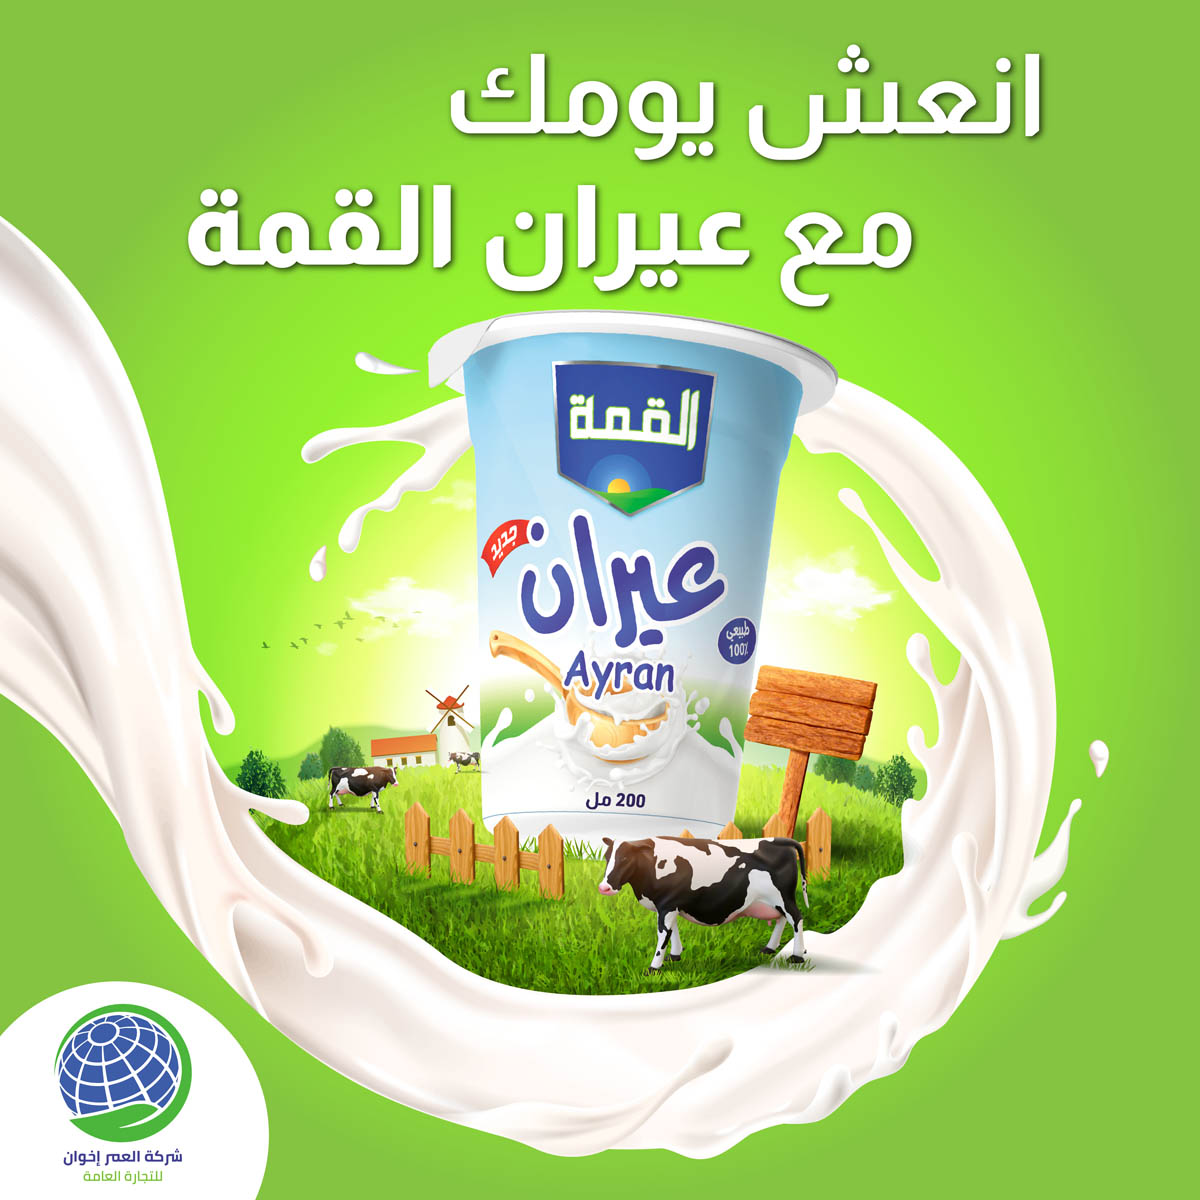 انعش يومك
مع عيران القمة
القمة
جديد
عيران
Ayran
طبيعي
100%
200 مل
شركة العمر إخوان
للتجارة العامة